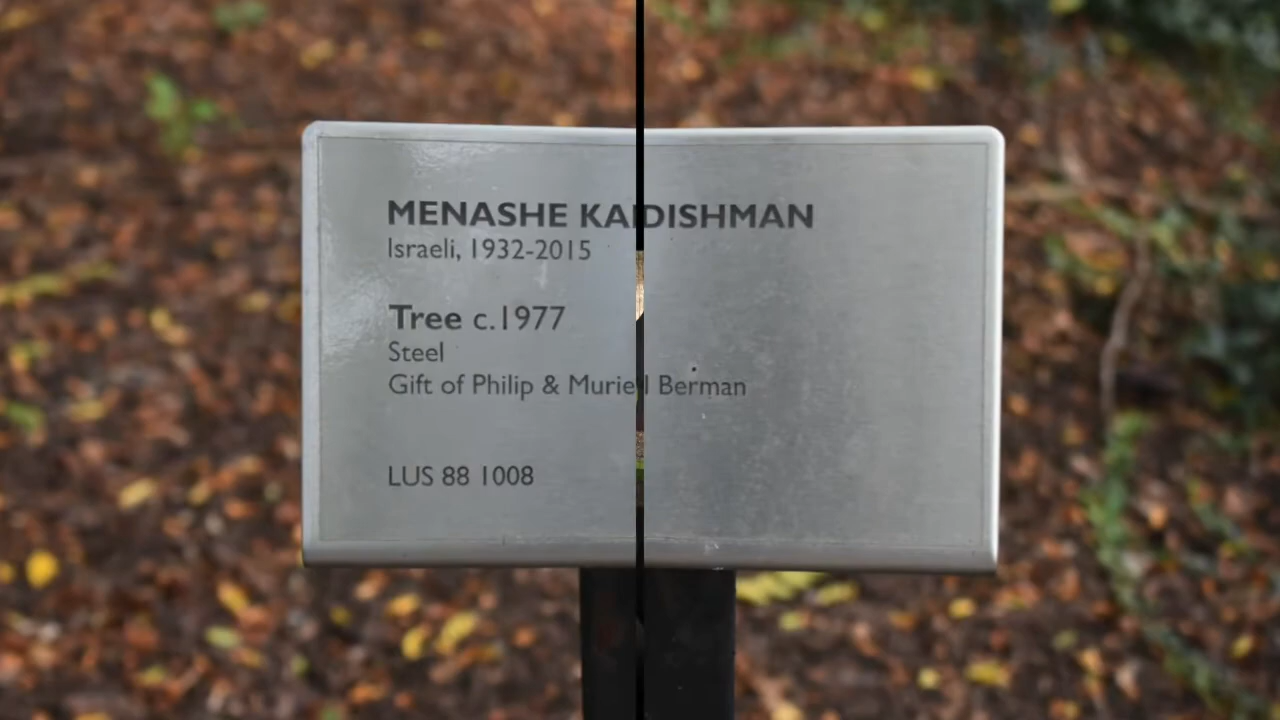 MENASHE KADISHMAN
Israeli, 1932-2015
Tree c.1977
Steel
Gift of Philip & Muriel Berman
LUS 88 1008